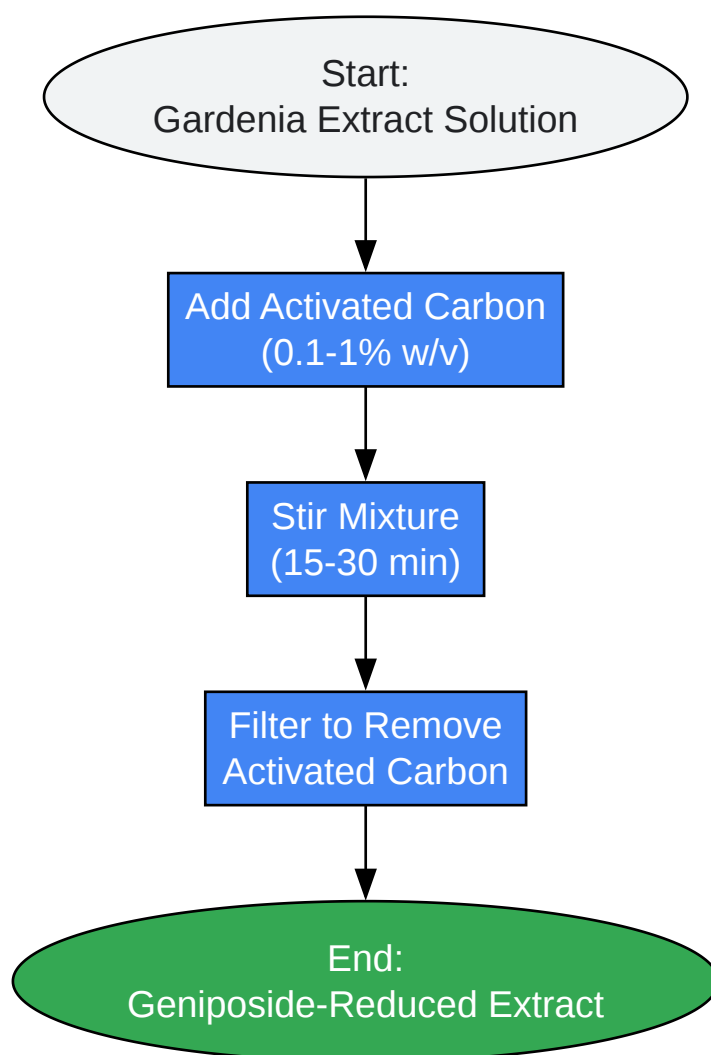 Start:
Gardenia Extract Solution
Add Activated Carbon
(0.1-1% w/v)
Stir Mixture
(15-30 min)
Filter to Remove
Activated Carbon
End:
Geniposide-Reduced Extract